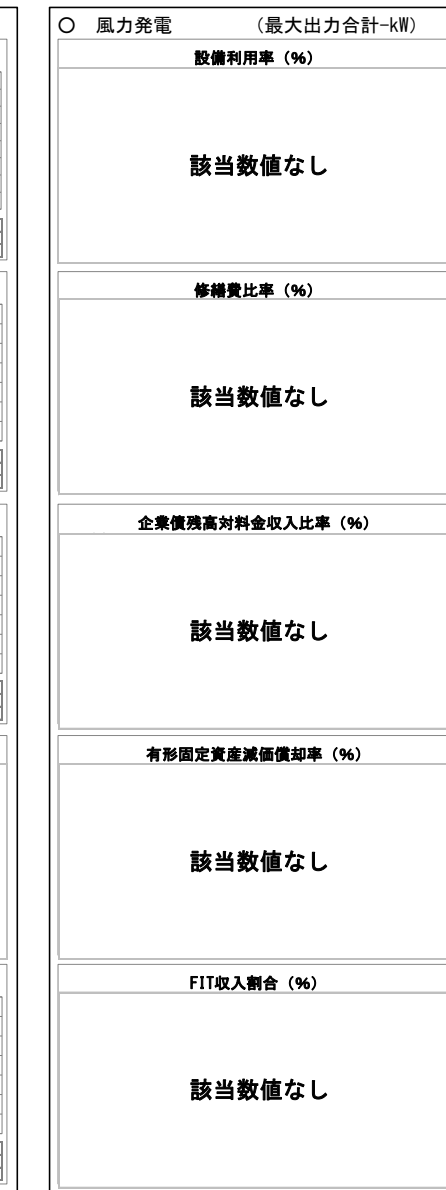 ○ 風力発電 (最大出力合計-kW)
設備利用率（%）
該当数値なし
修繕費比率（%）
該当数値なし
企業債残高対料金収入比率（%）
該当数値なし
有形固定資産減価償却率（%）
該当数値なし
FIT収入割合（%）
該当数値なし